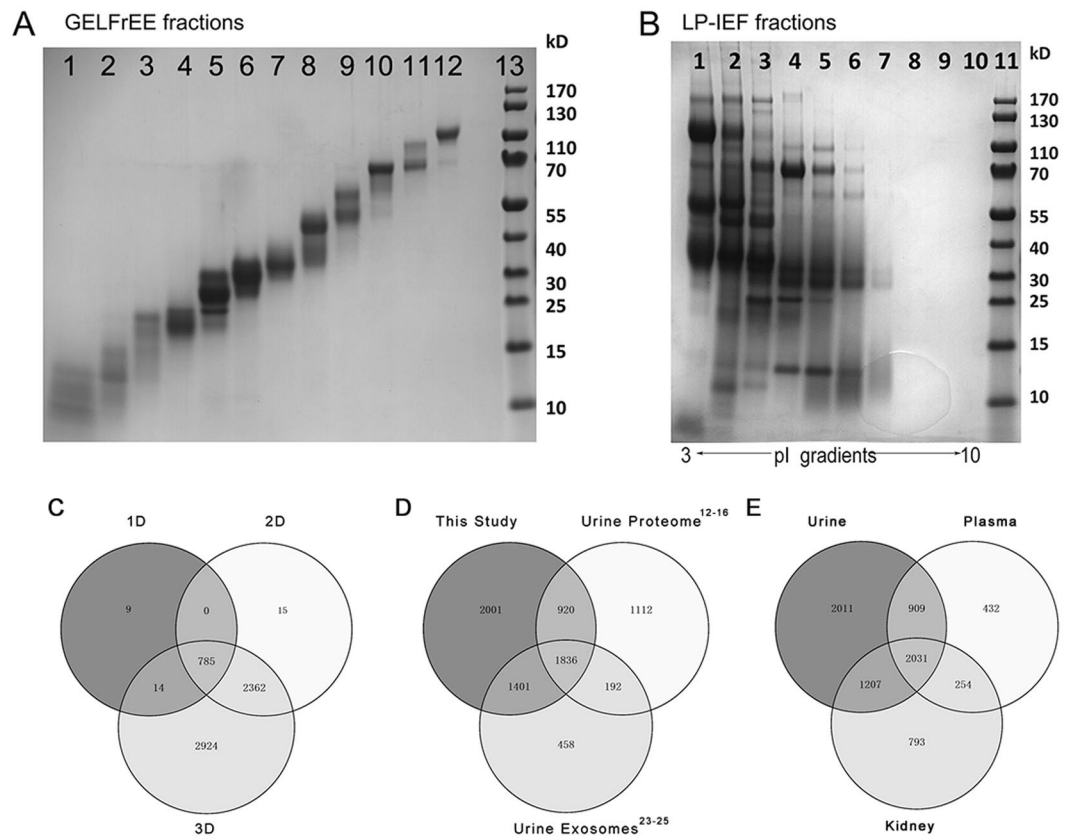 A GELFrEE fractions
kD
1 2 3 4 5 6 7 8 9 10 11 12 13
170
130
110
70
55
40
30
25
15
10
B LP-IEF fractions
kD
1 2 3 4 5 6 7 8 9 10 11
170
130
110
70
55
40
30
25
15
10
3 pI gradients 10
C
1D 2D
9 0 15
785
14 2362
2924
3D
D
This Study Urine Proteome12-16
2001 920 1112
1836
1401 192
458
Urine Exosomes23-25
E
Urine Plasma
2011 909 432
2031
1207 254
793
Kidney